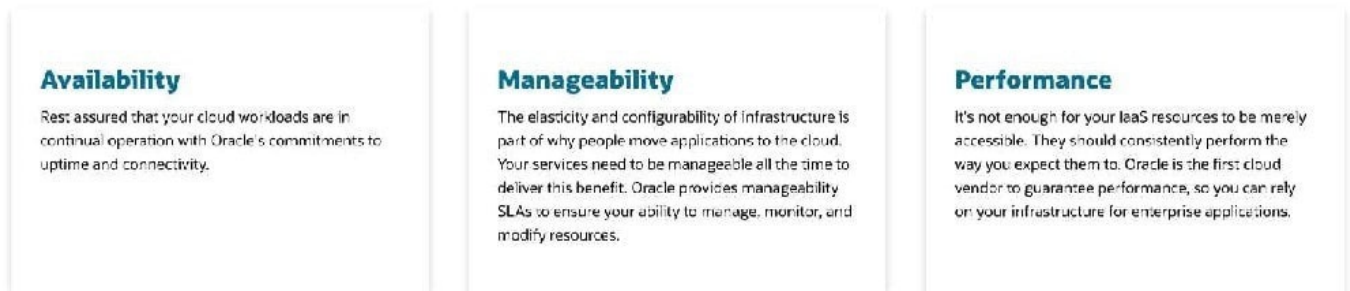 Availability
Rest assured that your cloud workloads are in
continual operation with Oracle's commitments to
uptime and connectivity.
Manageability
The elasticity and configurability of infrastructure is
part of why people move applications to the cloud.
Your services need to be manageable all the time to
deliver this benefit. Oracle provides manageability
SLAs to ensure your ability to manage, monitor, and
modify resources.
Performance
It's not enough for your IaaS resources to be merely
accessible. They should consistently perform the
way you expect them to. Oracle is the first cloud
vendor to guarantee performance, so you can rely
on your infrastructure for enterprise applications.